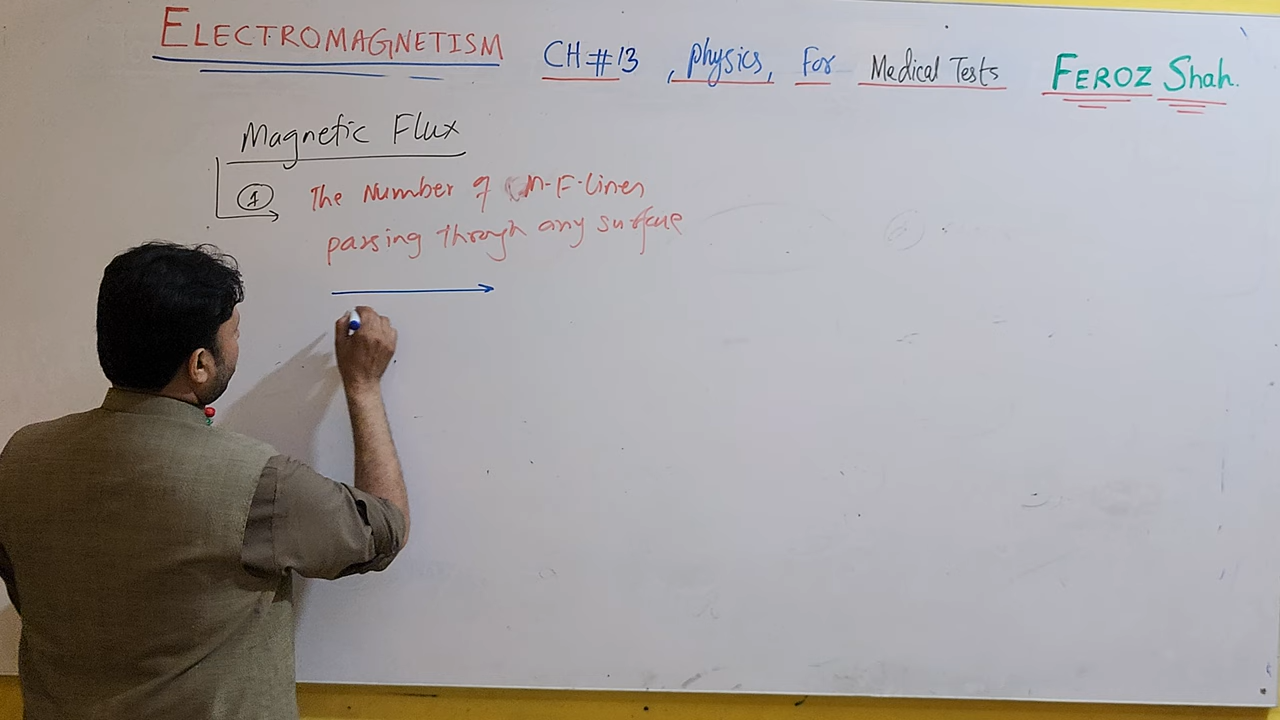 ELECTROMAGNETISM CH#13, physics, For Medical Tests FEROZ Shah.
Magnetic Flux
1 The Number of M.F.Lines
passing through any surface